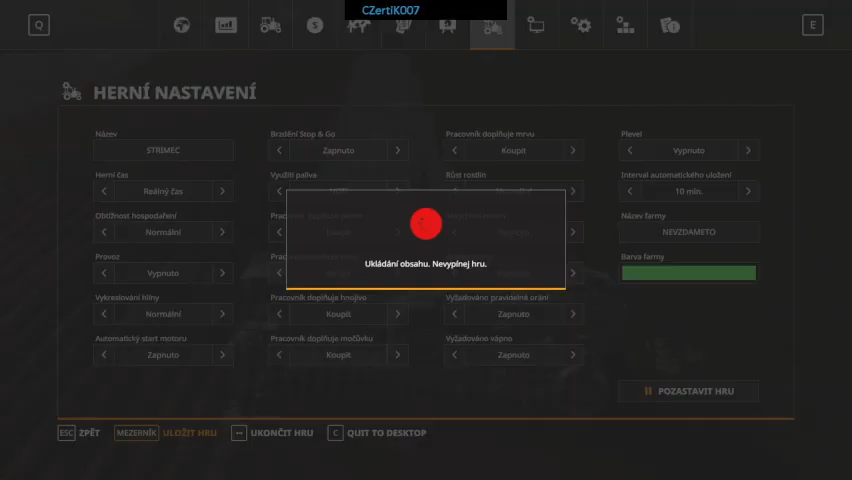 CZertiK007
Q
E
HERNÍ NASTAVENÍ
Název
STRIMEC
Brzdění Stop & Go
Zapnuto
Pracovník doplňuje mrvu
Koupit
Plevel
Vypnuto
Herní čas
Reálný čas
Využití paliva
Růst rostlin
Interval automatického uložení
10 min.
Obtížnost hospodaření
Normální
Název farmy
NEVZDAMETO
Provoz
Vypnuto
Barva farmy
Ukládání obsahu. Nevypínej hru.
Vykreslování hlíny
Normální
Pracovník doplňuje hnojivo
Koupit
Vyžadováno pravidelné orání
Zapnuto
Automatický start motoru
Zapnuto
Pracovník doplňuje močůvku
Koupit
Vyžadováno vápno
Zapnuto
POZASTAVIT HRU
ESC ZPĚT MEZERNÍK ULOŽIT HRU UKONČIT HRU C QUIT TO DESKTOP